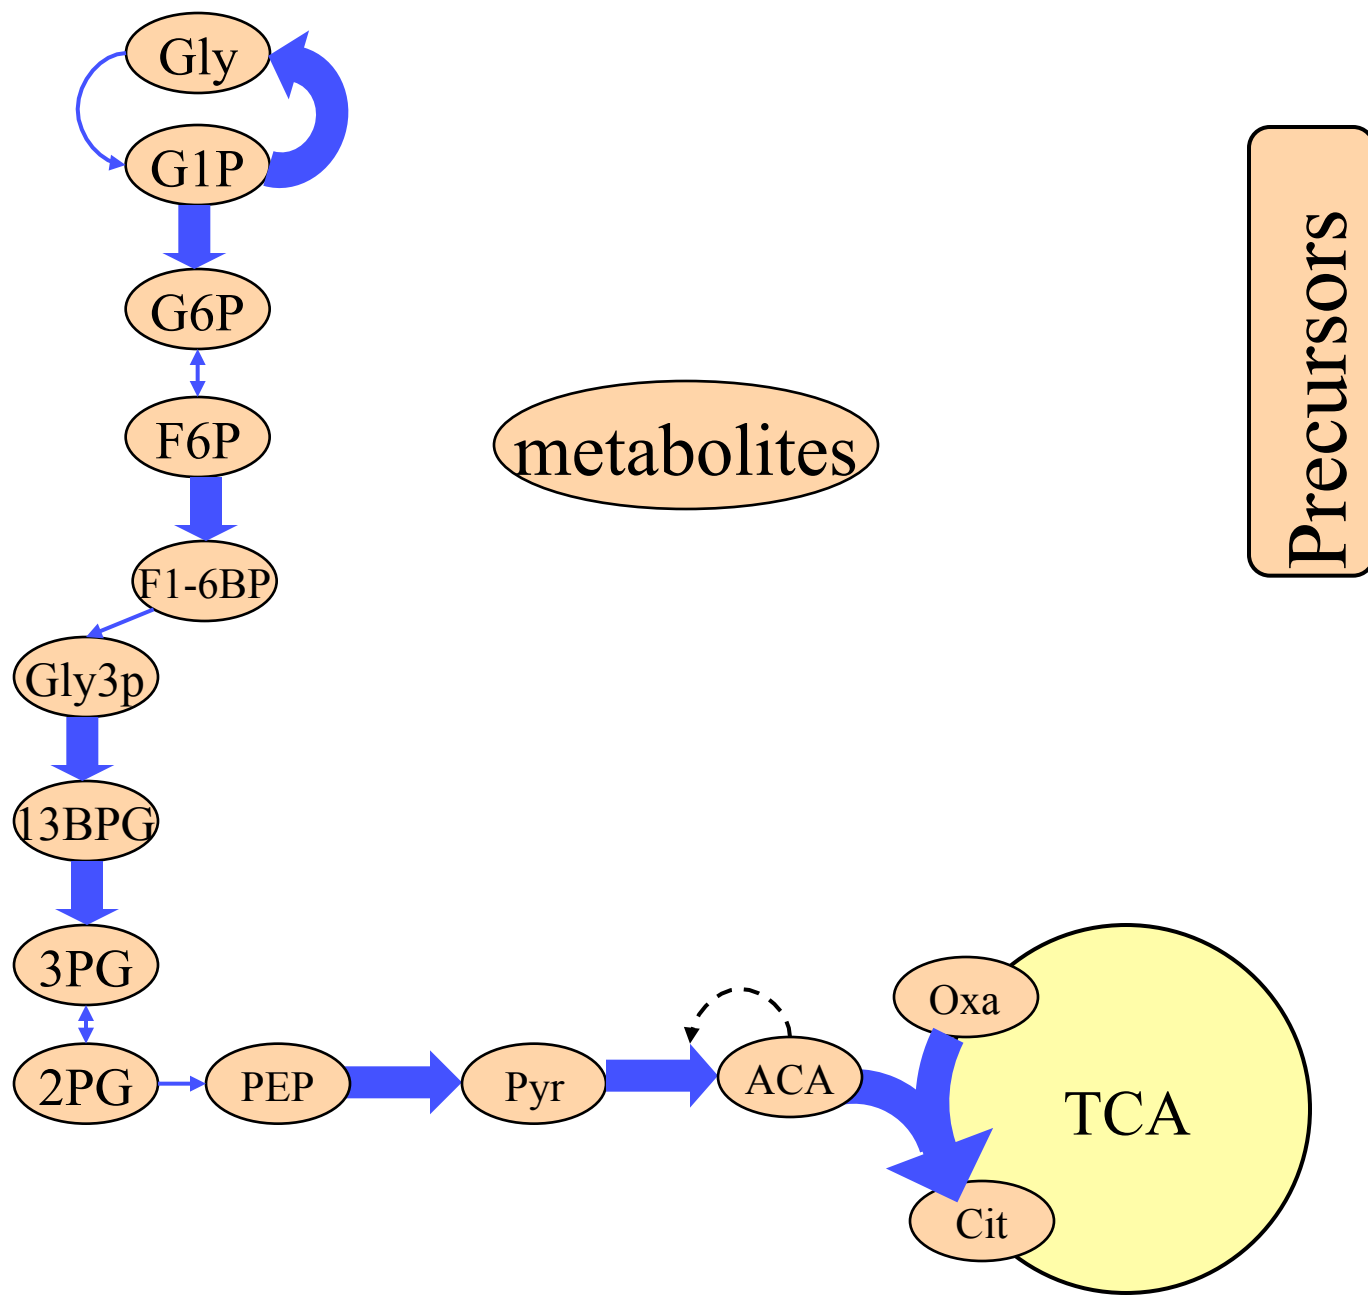 Gly
G1P
G6P
F6P
F1-6BP
Gly3p
13BPG
3PG
2PG
PEP
Pyr
ACA
Oxa
Cit
TCA
metabolites
Precursors